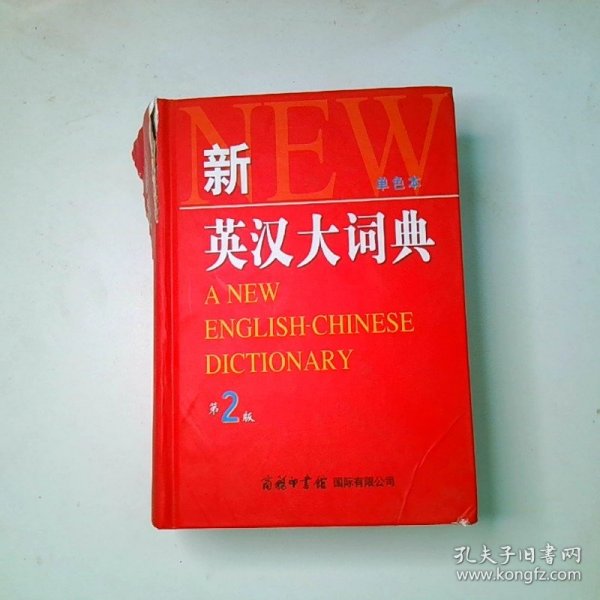 NEW
新
单色本
英汉大词典
A NEW
ENGLISH-CHINESE
DICTIONARY
第2版
商务印书馆 国际有限公司
孔夫子旧书网
www.kongfz.com